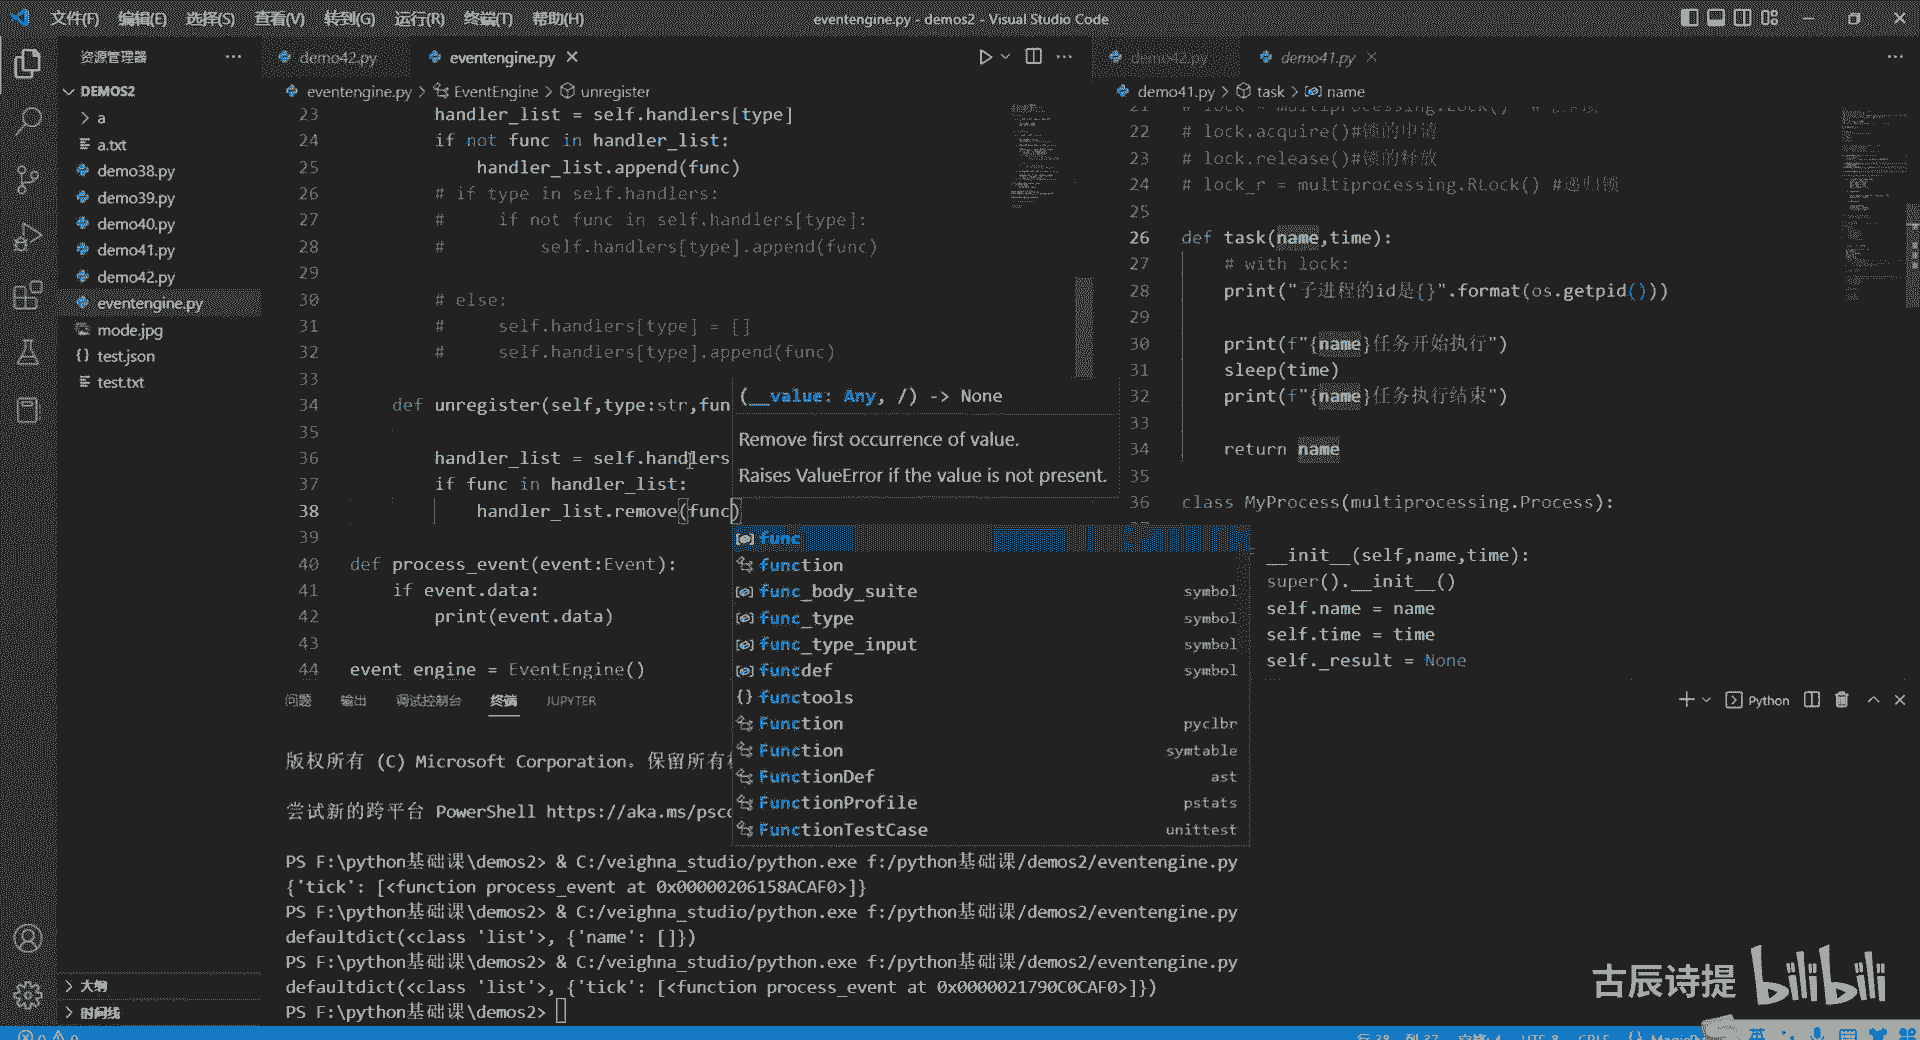 文件(F) 编辑(E) 选择(S) 查看(V) 转到(G) 运行(R) 终端(T) 帮助(H)
eventengine.py - demos2 - Visual Studio Code
资源管理器
DEMOS2
a
a.txt
demo38.py
demo39.py
demo40.py
demo41.py
demo42.py
eventengine.py
mode.jpg
test.json
test.txt
大纲
时间线
demo42.py
eventengine.py
eventengine.py > EventEngine > unregister
23 handler_list = self.handlers[type]
24 if not func in handler_list:
25 handler_list.append(func)
26 # if type in self.handlers:
27 # if not func in self.handlers[type]:
28 # self.handlers[type].append(func)
29
30 # else:
31 # self.handlers[type] = []
32 # self.handlers[type].append(func)
33
34 def unregister(self,type:str,fun
35
36 handler_list = self.handlers
37 if func in handler_list:
38 handler_list.remove(func)
39
40 def process_event(event:Event):
41 if event.data:
42 print(event.data)
43
44 event engine = EventEngine()
(__value: Any, /) -> None
Remove first occurrence of value.
Raises ValueError if the value is not present.
func
function
func_body_suite symbol
func_type symbol
func_type_input symbol
funcdef symbol
functools
Function pyclbr
Function symtable
FunctionDef ast
FunctionProfile pstats
FunctionTestCase unittest
demo42.py
demo41.py
demo41.py > task > name
22 # lock.acquire()#锁的申请
23 # lock.release()#锁的释放
24 # lock_r = multiprocessing.RLock() #递归锁
25
26 def task(name,time):
27 # with lock:
28 print("子进程的id是{}".format(os.getpid()))
29
30 print(f"{name}任务开始执行")
31 sleep(time)
32 print(f"{name}任务执行结束")
33
34 return name
35
36 class MyProcess(multiprocessing.Process):
__init__(self,name,time):
super().__init__()
self.name = name
self.time = time
self._result = None
问题 输出 调试控制台 终端 JUPYTER
Python
版权所有 (C) Microsoft Corporation。保留所有
尝试新的跨平台 PowerShell https://aka.ms/psc
PS F:\python基础课\demos2> & C:/veighna_studio/python.exe f:/python基础课/demos2/eventengine.py
{'tick': [<function process_event at 0x00000206158ACAF0>]}
PS F:\python基础课\demos2> & C:/veighna_studio/python.exe f:/python基础课/demos2/eventengine.py
defaultdict(<class 'list'>, {'name': []})
PS F:\python基础课\demos2> & C:/veighna_studio/python.exe f:/python基础课/demos2/eventengine.py
defaultdict(<class 'list'>, {'tick': [<function process_event at 0x0000021790C0CAF0>]})
PS F:\python基础课\demos2>
古辰诗提 bilibili
英